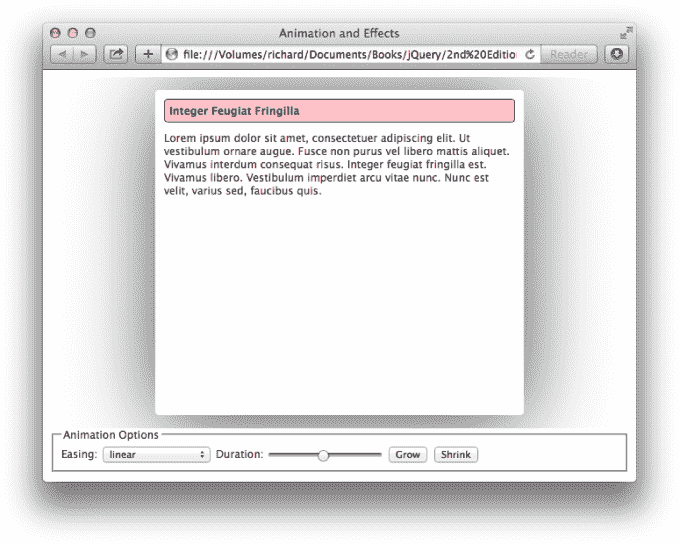 Animation and Effects
file:///Volumes/richard/Documents/Books/jQuery/2nd%20Editio
Reader
Integer Feugiat Fringilla
Lorem ipsum dolor sit amet, consectetuer adipiscing elit. Ut
vestibulum ornare augue. Fusce non purus vel libero mattis aliquet.
Vivamus interdum consequat risus. Integer feugiat fringilla est.
Vivamus libero. Vestibulum imperdiet arcu vitae nunc. Nunc est
velit, varius sed, faucibus quis.
Animation Options
Easing: linear Duration: Grow Shrink